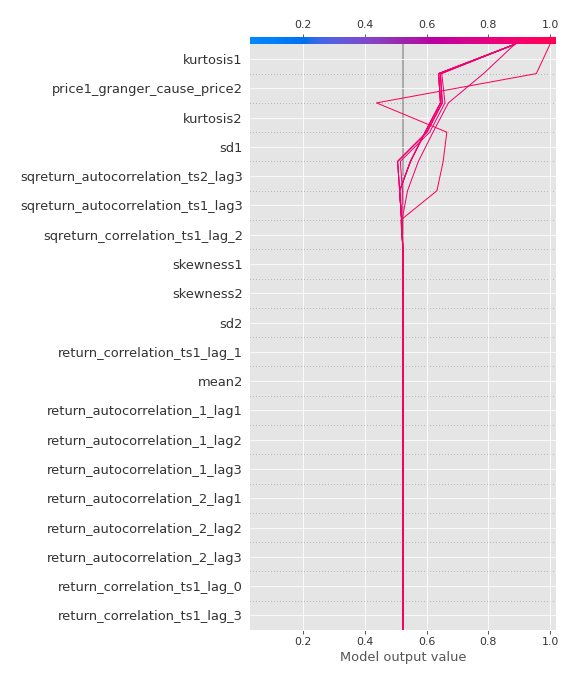 0.2 0.4 0.6 0.8 1.0
kurtosis1
price1_granger_cause_price2
kurtosis2
sd1
sqreturn_autocorrelation_ts2_lag3
sqreturn_autocorrelation_ts1_lag3
sqreturn_correlation_ts1_lag_2
skewness1
skewness2
sd2
return_correlation_ts1_lag_1
mean2
return_autocorrelation_1_lag1
return_autocorrelation_1_lag2
return_autocorrelation_1_lag3
return_autocorrelation_2_lag1
return_autocorrelation_2_lag2
return_autocorrelation_2_lag3
return_correlation_ts1_lag_0
return_correlation_ts1_lag_3
0.2 0.4 0.6 0.8 1.0
Model output value